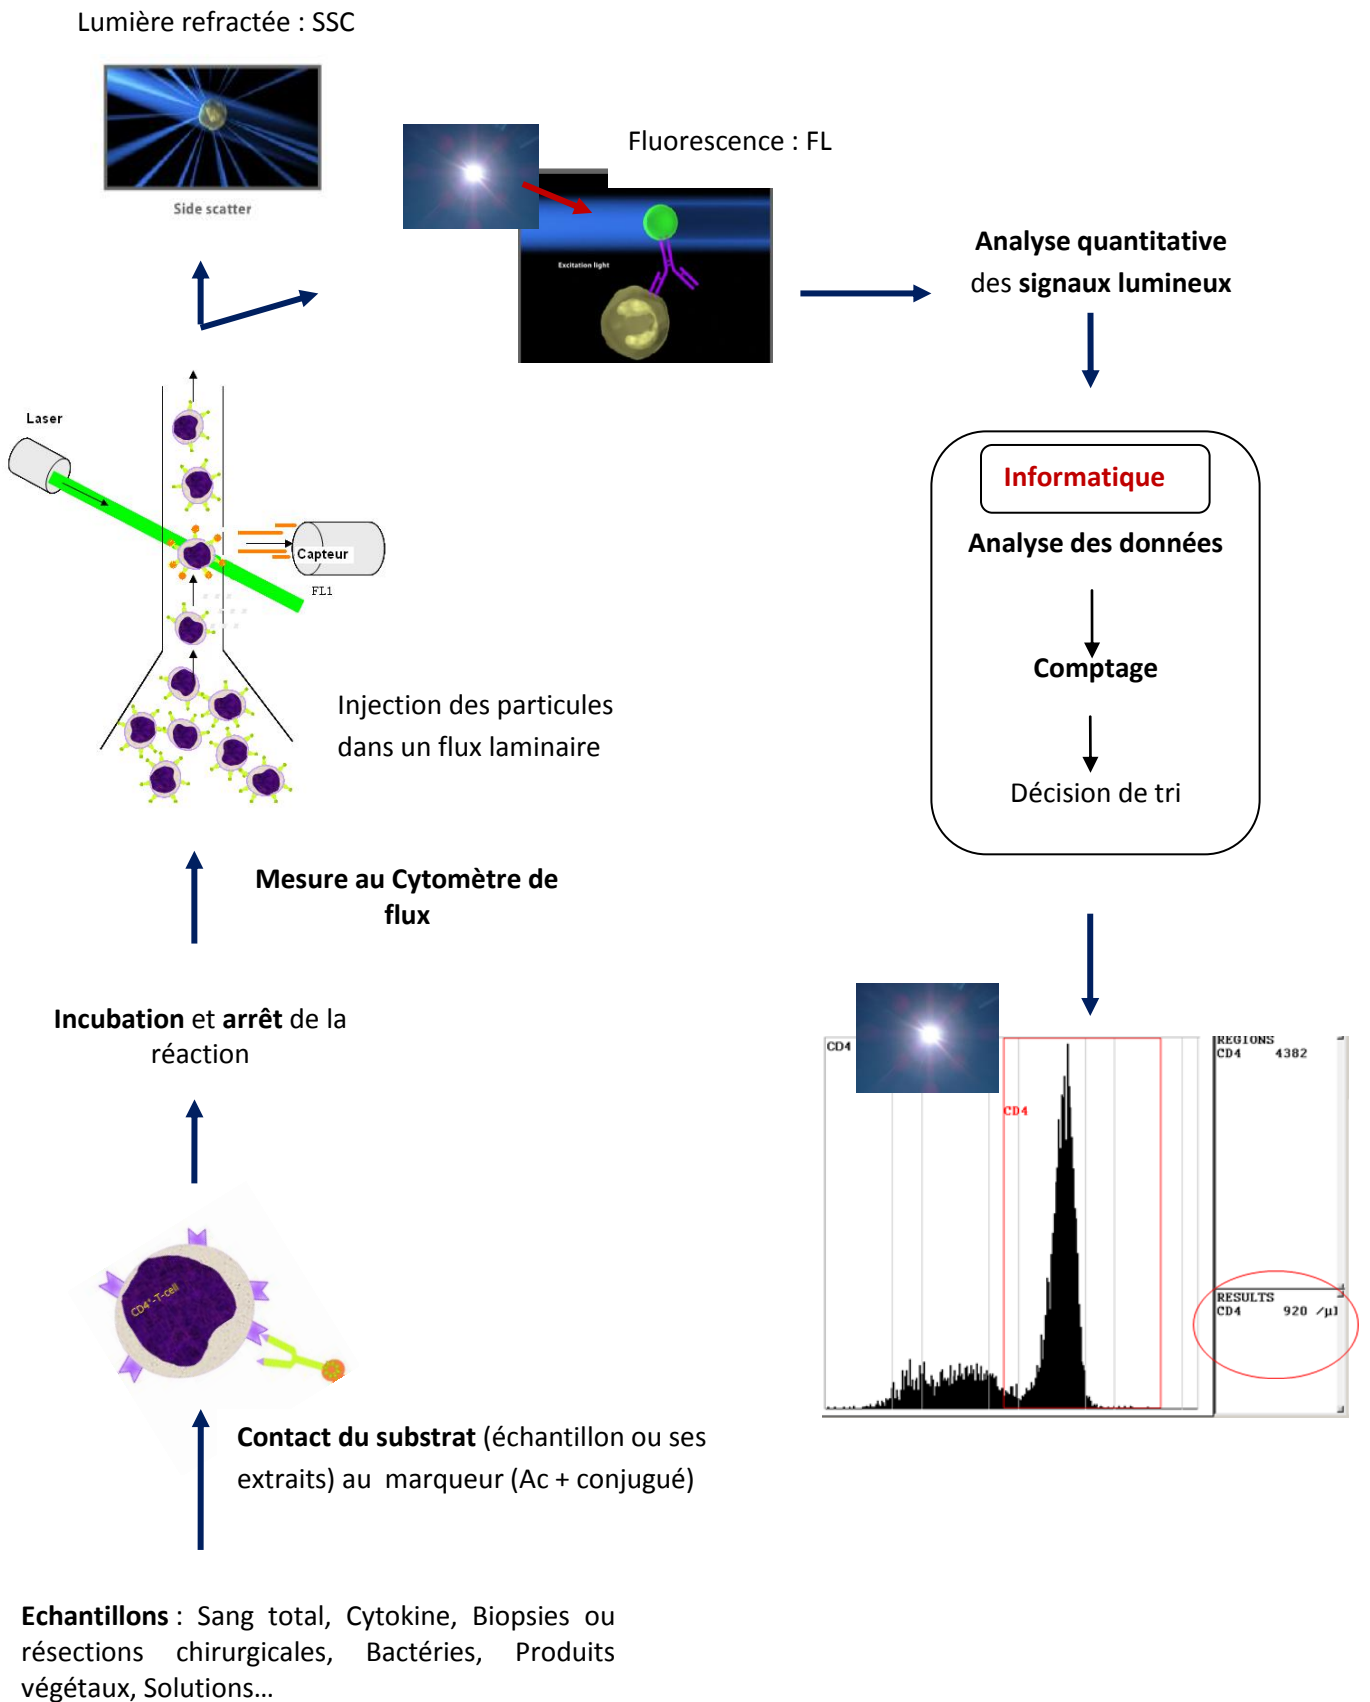 Lumière refractée : SSC
Side scatter
Fluorescence : FL
Excitation light
Analyse quantitative
des signaux lumineux
Laser
Capteur
FL1
Informatique
Analyse des données
Comptage
Décision de tri
Injection des particules
dans un flux laminaire
Mesure au Cytomètre de
flux
Incubation et arrêt de la
réaction
CD4
CD4
REGIONS
CD4 4382
RESULTS
CD4 920 /µl
CD4⁺-T-cell
Contact du substrat (échantillon ou ses
extraits) au marqueur (Ac + conjugué)
Echantillons : Sang total, Cytokine, Biopsies ou
résections chirurgicales, Bactéries, Produits
végétaux, Solutions...